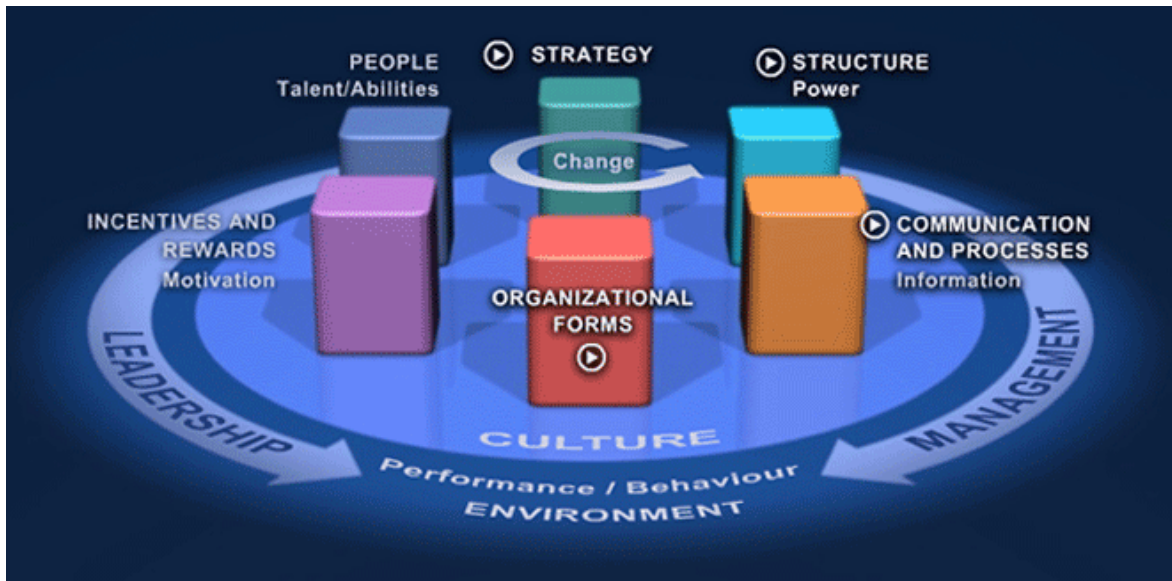 PEOPLE
Talent/Abilities
STRATEGY
STRUCTURE
Power
Change
INCENTIVES AND
REWARDS
Motivation
COMMUNICATION
AND PROCESSES
Information
ORGANIZATIONAL
FORMS
LEADERSHIP
MANAGEMENT
CULTURE
Performance / Behaviour
ENVIRONMENT